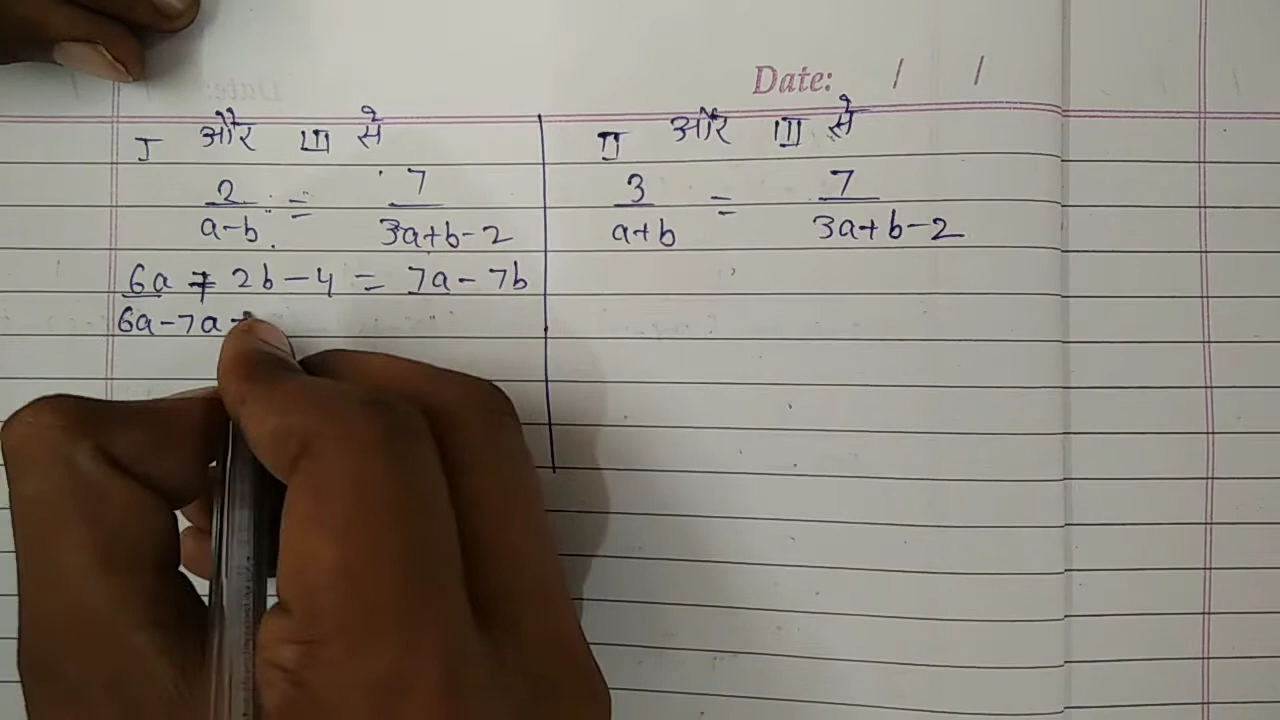 Date: / /
I और III से
2/(a-b) = 7/(3a+b-2)
6a + 2b - 4 = 7a - 7b
6a - 7a +
II और III से
3/(a+b) = 7/(3a+b-2)